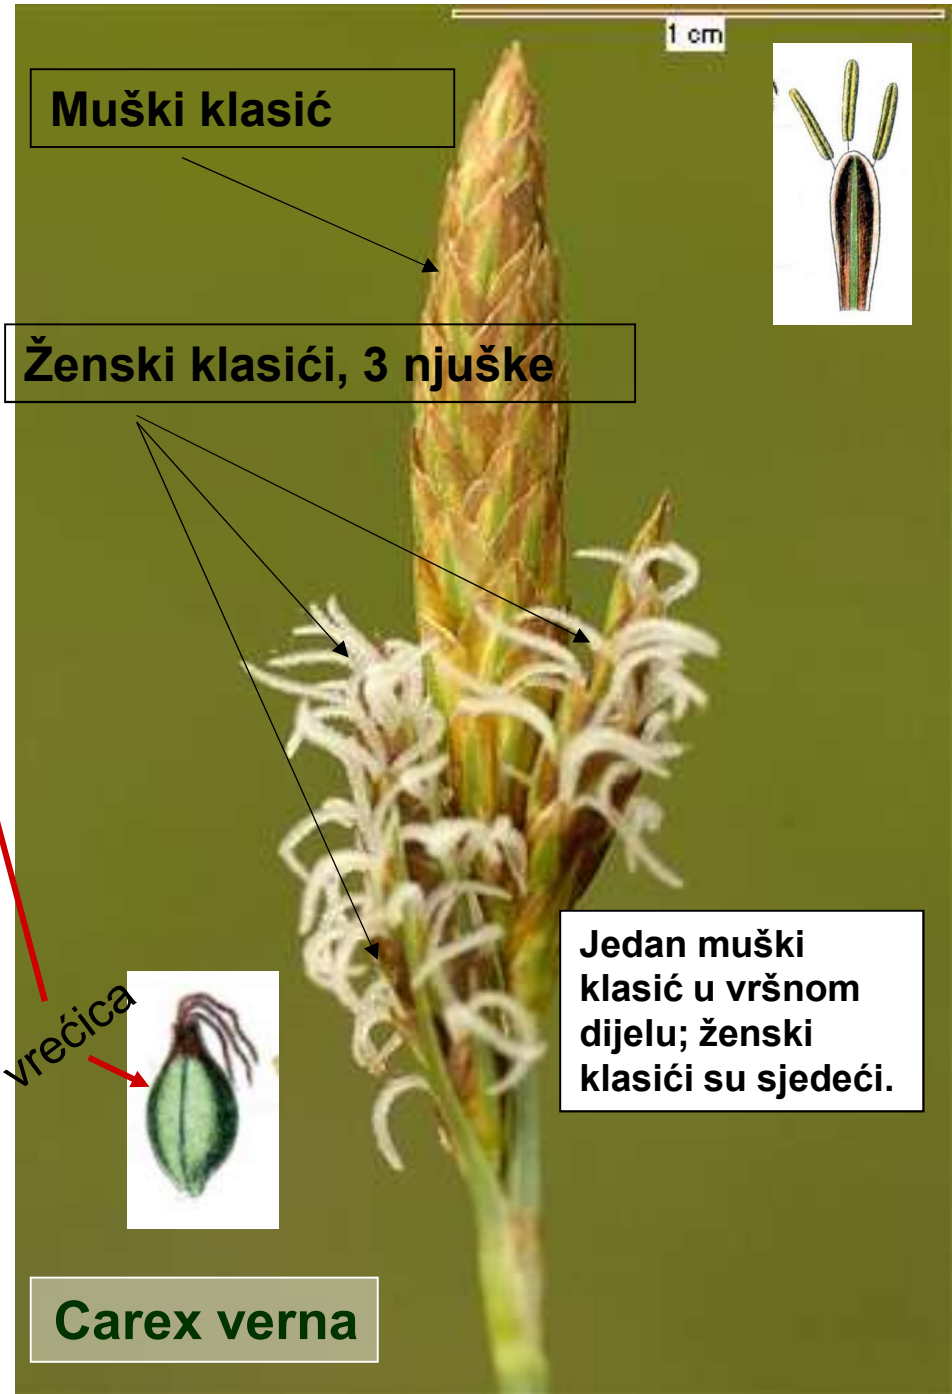 1 cm
Muški klasić
Ženski klasići, 3 njuške
Jedan muški
klasić u vršnom
dijelu; ženski
klasići su sjedeći.
vrećica
Carex verna